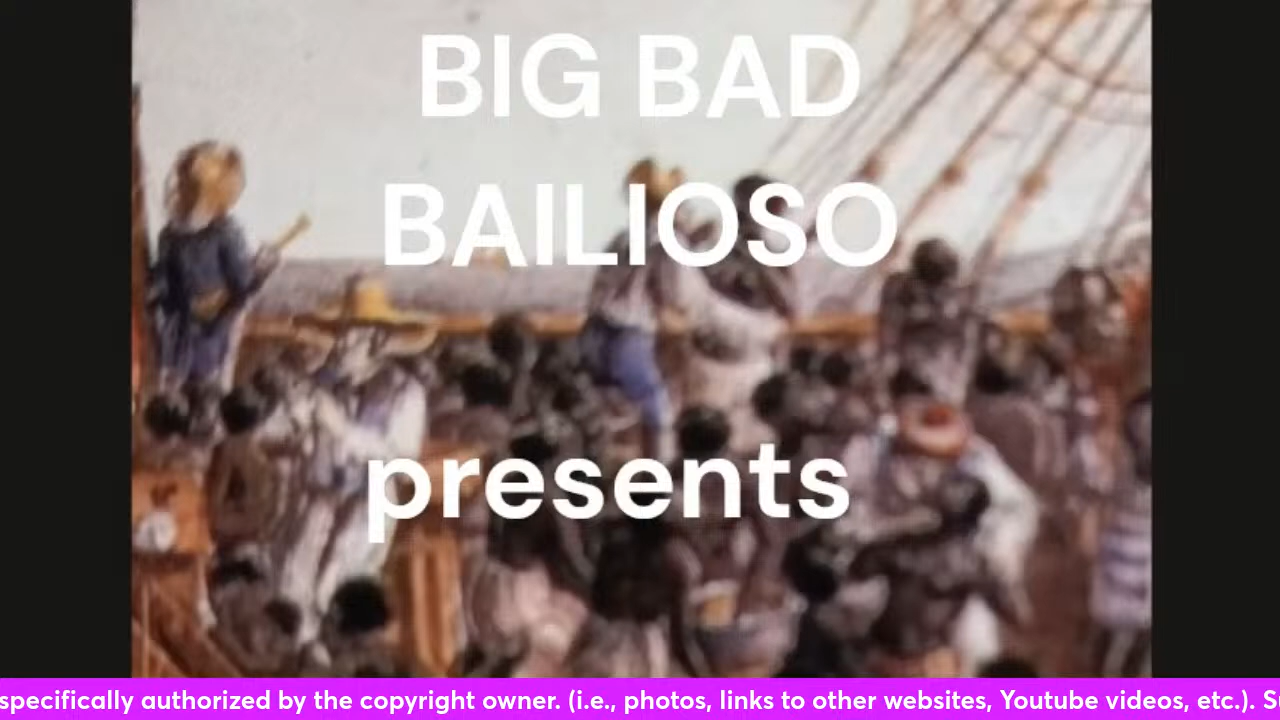 BIG BAD
BAILIOSO
presents
specifically authorized by the copyright owner. (i.e., photos, links to other websites, Youtube videos, etc.). S